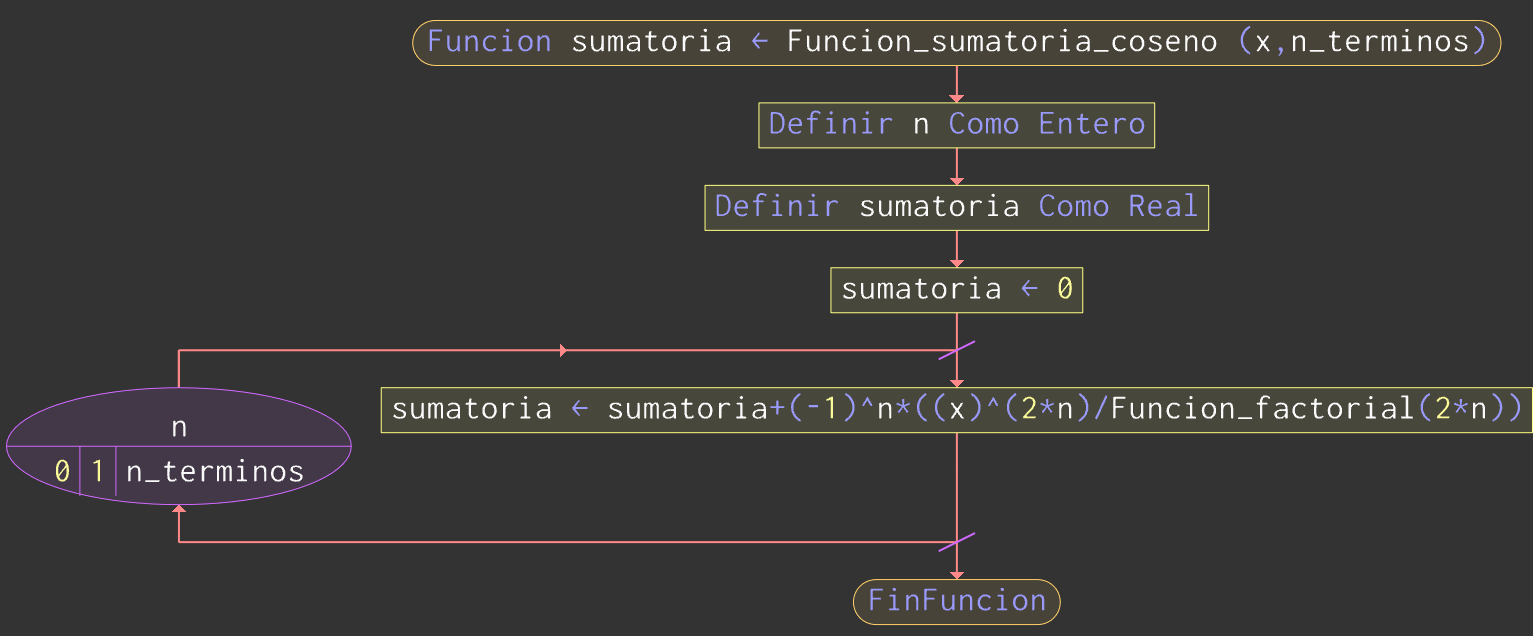 Funcion sumatoria ← Funcion_sumatoria_coseno (x,n_terminos)
Definir n Como Entero
Definir sumatoria Como Real
sumatoria ← 0
sumatoria ← sumatoria+(-1)^n*((x)^(2*n)/Funcion_factorial(2*n))
n
0 1 n_terminos
FinFuncion